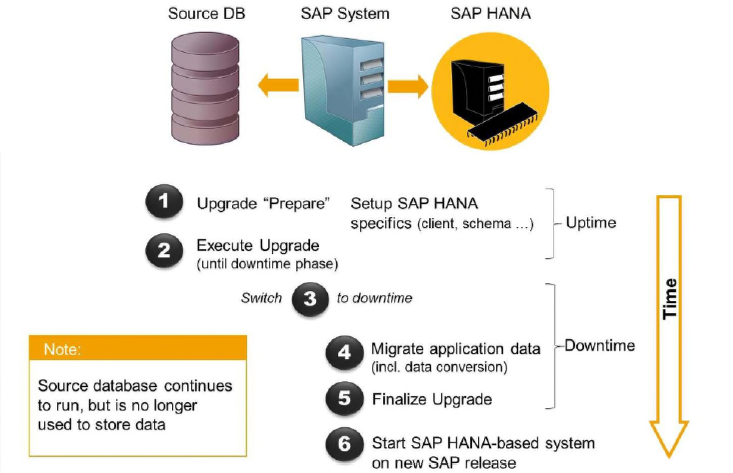 Source DB
SAP System
SAP HANA
1
Upgrade “Prepare”
Setup SAP HANA
specifics (client, schema ...)
Uptime
2
Execute Upgrade
(until downtime phase)
Switch 3 to downtime
4
Migrate application data
(incl. data conversion)
Downtime
5
Finalize Upgrade
6
Start SAP HANA-based system
on new SAP release
Time
Note:
Source database continues
to run, but is no longer
used to store data